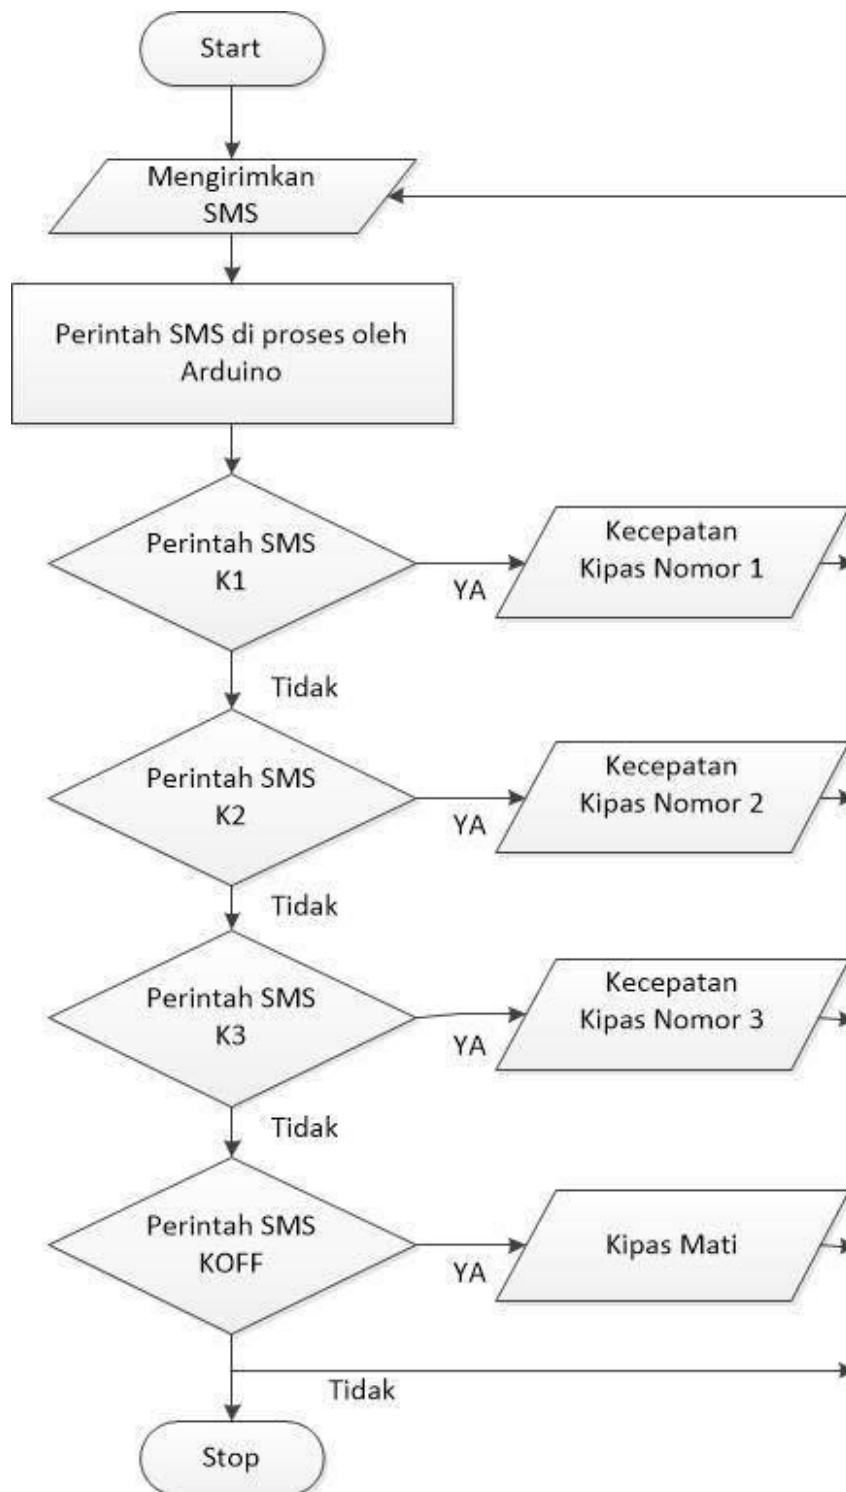 Start
Mengirimkan
SMS
Perintah SMS di proses oleh
Arduino
Perintah SMS
K1
YA
Kecepatan
Kipas Nomor 1
Tidak
Perintah SMS
K2
YA
Kecepatan
Kipas Nomor 2
Tidak
Perintah SMS
K3
YA
Kecepatan
Kipas Nomor 3
Tidak
Perintah SMS
KOFF
YA
Kipas Mati
Tidak
Stop